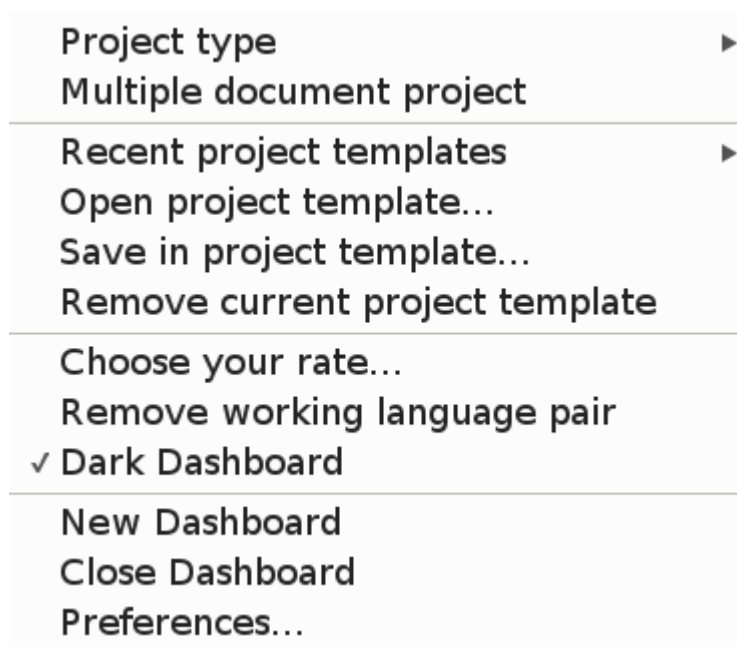 Project type
Multiple document project
Recent project templates
Open project template...
Save in project template...
Remove current project template
Choose your rate...
Remove working language pair
✓ Dark Dashboard
New Dashboard
Close Dashboard
Preferences...